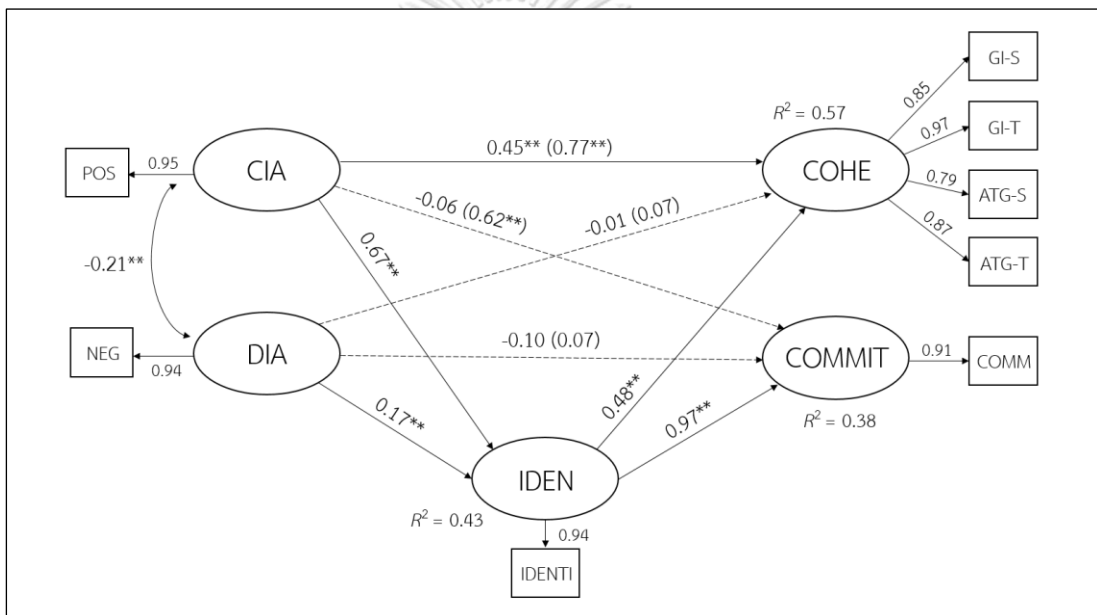 GI-S
0.85
R² = 0.57
GI-T
0.97
0.45** (0.77**)
POS
0.95
CIA
COHE
0.79
ATG-S
-0.06 (0.62**)
-0.01 (0.07)
0.87
ATG-T
0.67**
-0.21**
NEG
0.94
DIA
-0.10 (0.07)
COMMIT
0.91
COMM
0.48**
0.17**
0.97**
R² = 0.38
IDEN
R² = 0.43
0.94
IDENTI